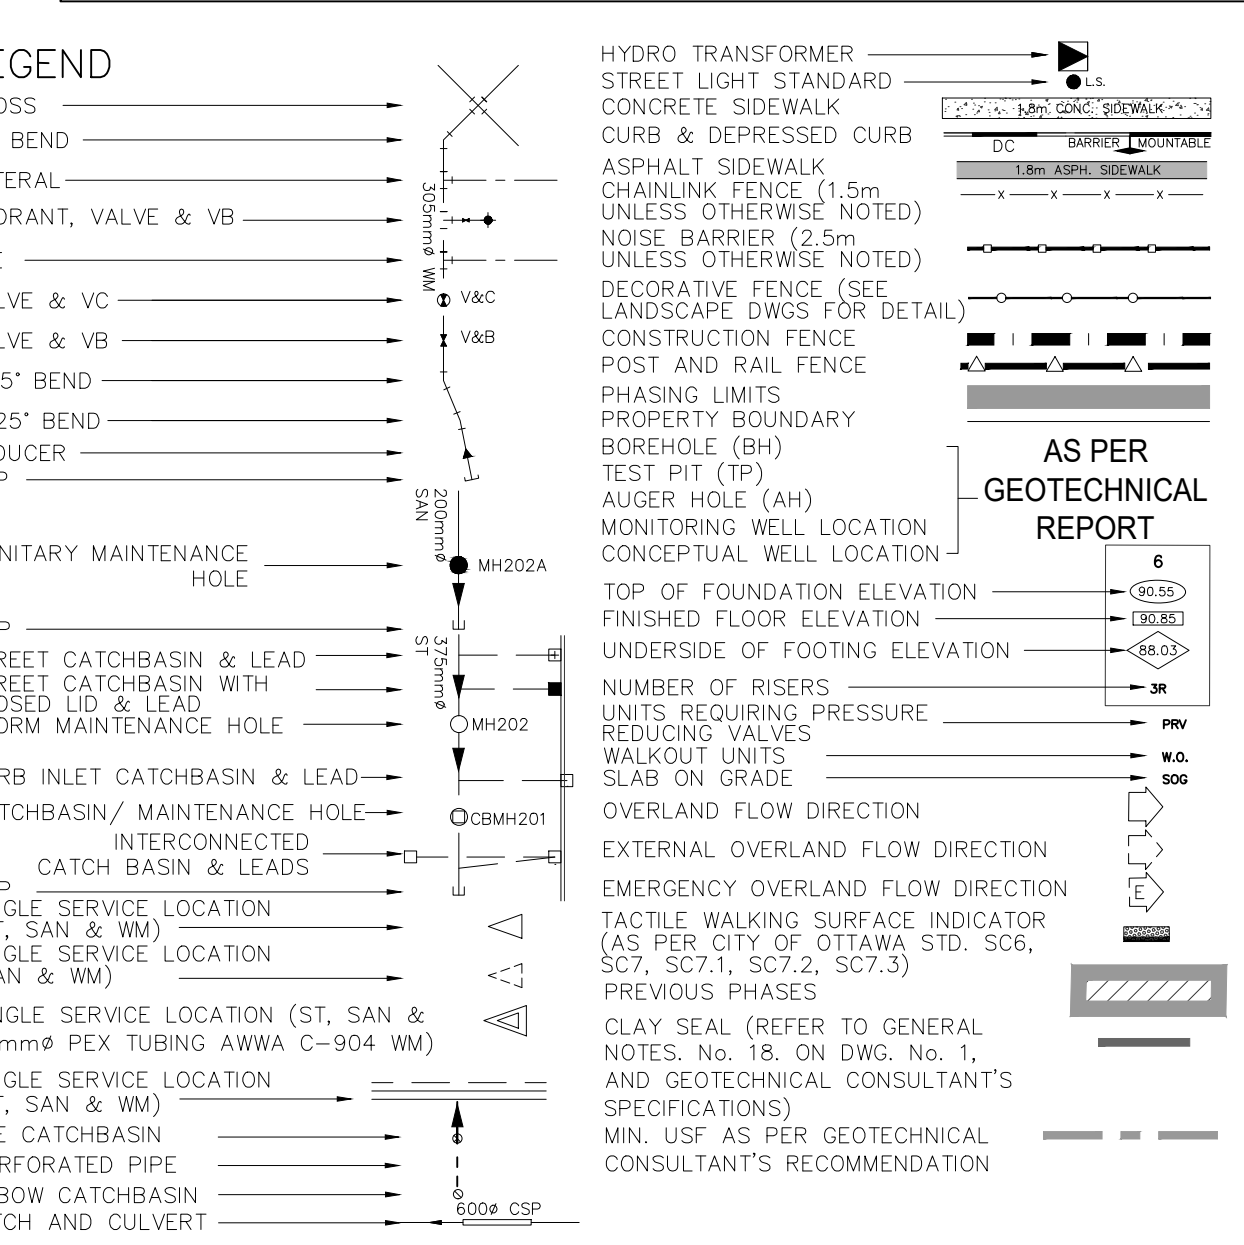 EGEND
OSS
BEND
TERAL
DRANT, VALVE & VB
E
LVE & VC
LVE & VB
5° BEND
25° BEND
DUCER
P
NITARY MAINTENANCE
HOLE
P
REET CATCHBASIN & LEAD
REET CATCHBASIN WITH
OSED LID & LEAD
ORM MAINTENANCE HOLE
RB INLET CATCHBASIN & LEAD
TCHBASIN/ MAINTENANCE HOLE
INTERCONNECTED
CATCH BASIN & LEADS
P
NGLE SERVICE LOCATION
T, SAN & WM)
NGLE SERVICE LOCATION
SAN & WM)
NGLE SERVICE LOCATION (ST, SAN &
mmø PEX TUBING AWWA C-904 WM)
NGLE SERVICE LOCATION
T, SAN & WM)
E CATCHBASIN
ERFORATED PIPE
BOW CATCHBASIN
TCH AND CULVERT
305mmø WM
V&C
V&B
200mmø
SAN
MH202A
375mmø
ST
MH202
CBMH201
600ø CSP
HYDRO TRANSFORMER
STREET LIGHT STANDARD
L.S.
CONCRETE SIDEWALK
1.8m CONC. SIDEWALK
CURB & DEPRESSED CURB
DC
BARRIER
MOUNTABLE
ASPHALT SIDEWALK
1.8m ASPH. SIDEWALK
CHAINLINK FENCE (1.5m
UNLESS OTHERWISE NOTED)
X X X X
NOISE BARRIER (2.5m
UNLESS OTHERWISE NOTED)
DECORATIVE FENCE (SEE
LANDSCAPE DWGS FOR DETAIL)
CONSTRUCTION FENCE
POST AND RAIL FENCE
PHASING LIMITS
PROPERTY BOUNDARY
BOREHOLE (BH)
TEST PIT (TP)
AUGER HOLE (AH)
MONITORING WELL LOCATION
CONCEPTUAL WELL LOCATION
AS PER
GEOTECHNICAL
REPORT
6
TOP OF FOUNDATION ELEVATION
90.55
FINISHED FLOOR ELEVATION
90.85
UNDERSIDE OF FOOTING ELEVATION
88.03
NUMBER OF RISERS
3R
UNITS REQUIRING PRESSURE
REDUCING VALVES
PRV
WALKOUT UNITS
W.O.
SLAB ON GRADE
SOG
OVERLAND FLOW DIRECTION
EXTERNAL OVERLAND FLOW DIRECTION
EMERGENCY OVERLAND FLOW DIRECTION
E
TACTILE WALKING SURFACE INDICATOR
(AS PER CITY OF OTTAWA STD. SC6,
SC7, SC7.1, SC7.2, SC7.3)
PREVIOUS PHASES
CLAY SEAL (REFER TO GENERAL
NOTES. No. 18. ON DWG. No. 1,
AND GEOTECHNICAL CONSULTANT'S
SPECIFICATIONS)
MIN. USF AS PER GEOTECHNICAL
CONSULTANT'S RECOMMENDATION